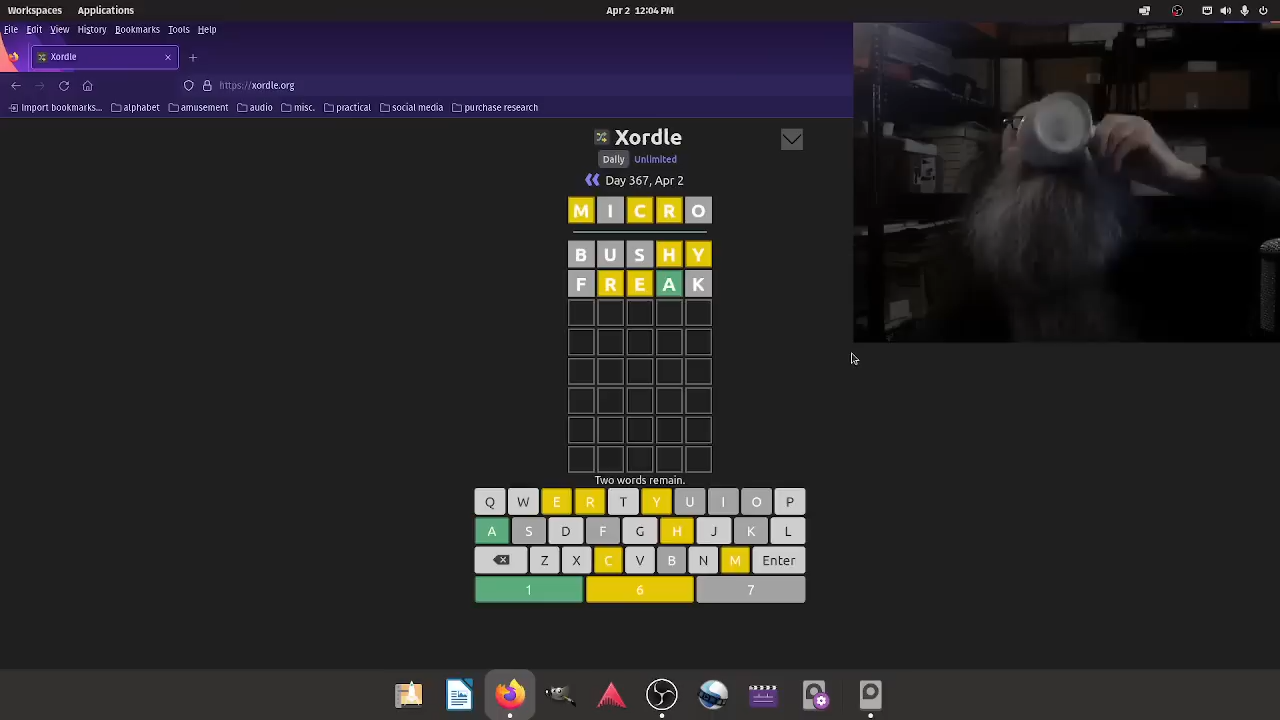 Workspaces Applications Apr 2 12:04 PM
File Edit View History Bookmarks Tools Help
Xordle
https://xordle.org
Import bookmarks... alphabet amusement audio misc. practical social media purchase research
Xordle
Daily Unlimited
Day 367, Apr 2
M I C R O
B U S H Y
F R E A K
Two words remain.
Q W E R T Y U I O P
A S D F G H J K L
Z X C V B N M Enter
1 6 7